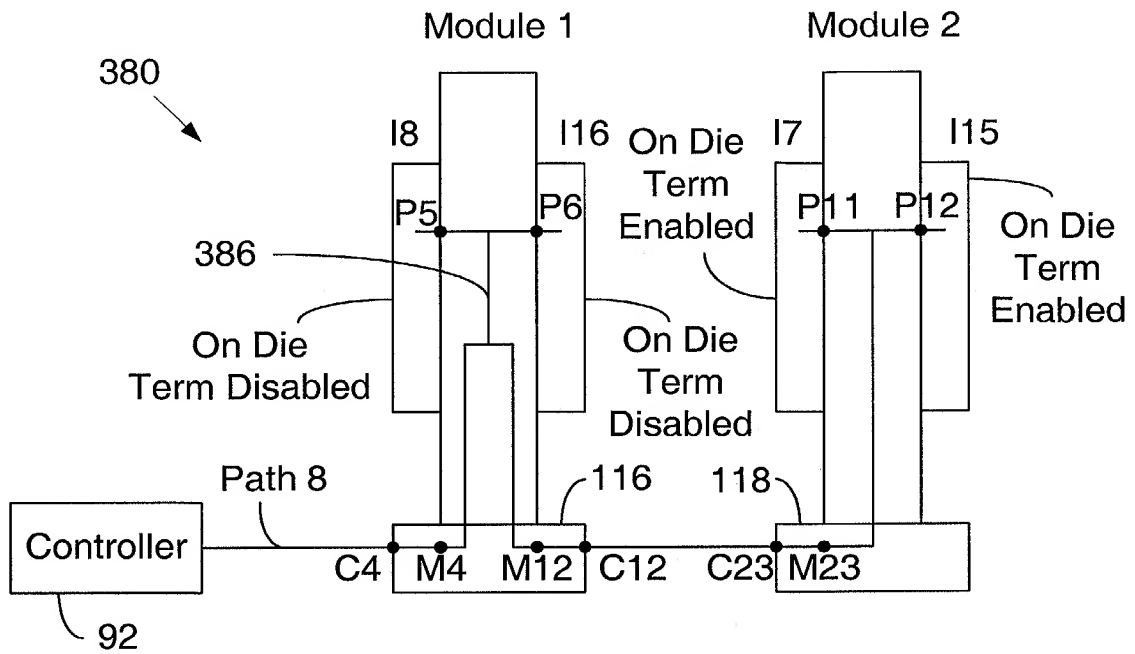 Module 1
Module 2
380
I8
I16
I7
I15
On Die
Term
Enabled
P5
P6
P11
P12
On Die
Term
Enabled
386
On Die
Term Disabled
On Die
Term
Disabled
Path 8
116
118
Controller
C4
M4
M12
C12
C23
M23
92